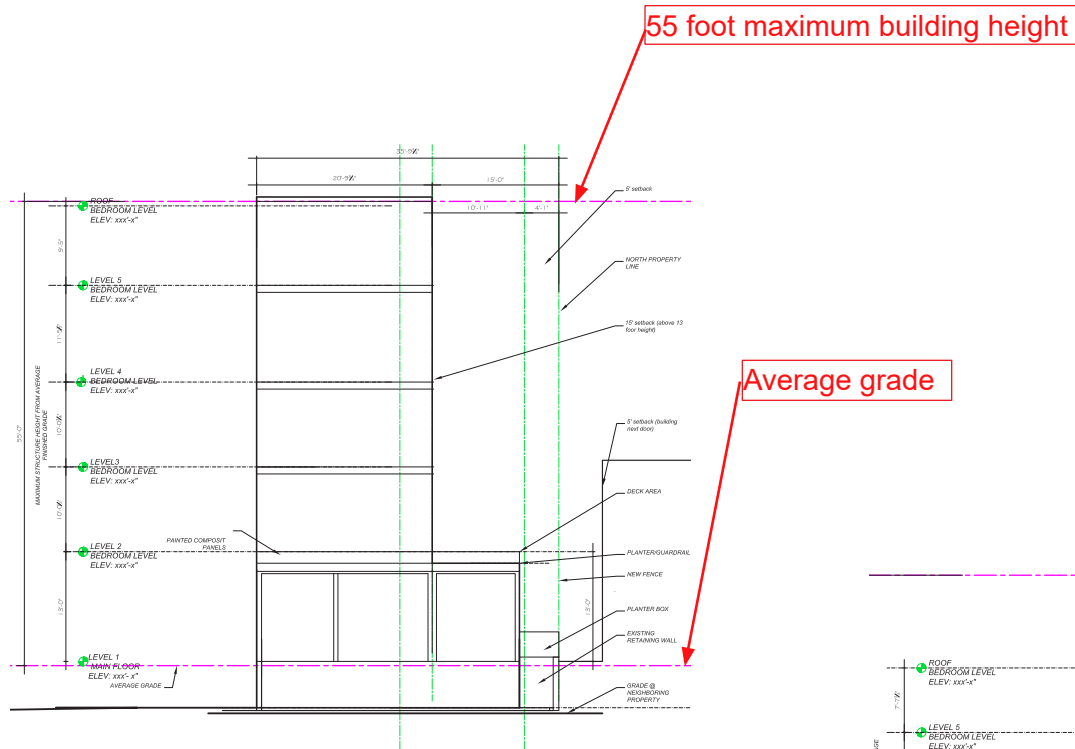 55 foot maximum building height
20'-9¾"
15'-0"
10'-11"
4'-1"
5' setback
ROOF
BEDROOM LEVEL
ELEV: xxx'-x"
NORTH PROPERTY
LINE
LEVEL 5
BEDROOM LEVEL
ELEV: xxx'-x"
15' setback (above 13
foor height)
Average grade
LEVEL 4
BEDROOM LEVEL
ELEV: xxx'-x"
55'-0"
MAXIMUM STRUCTURE HEIGHT FROM AVERAGE
FINISHED GRADE
5' setback (building
next door)
LEVEL3
BEDROOM LEVEL
ELEV: xxx'-x"
DECK AREA
PAINTED COMPOSIT
PANELS
LEVEL 2
BEDROOM LEVEL
ELEV: xxx'-x"
PLANTER/GUARDRAIL
NEW FENCE
13'-0"
13'-0"
PLANTER BOX
EXISTING
RETAINING WALL
LEVEL 1
MAIN FLOOR
ELEV: xxx'- x"
AVERAGE GRADE
GRADE @
NEIGHBORING
PROPERTY
ROOF
BEDROOM LEVEL
ELEV: xxx'-x"
LEVEL 5
BEDROOM LEVEL
ELEV: xxx'-x"